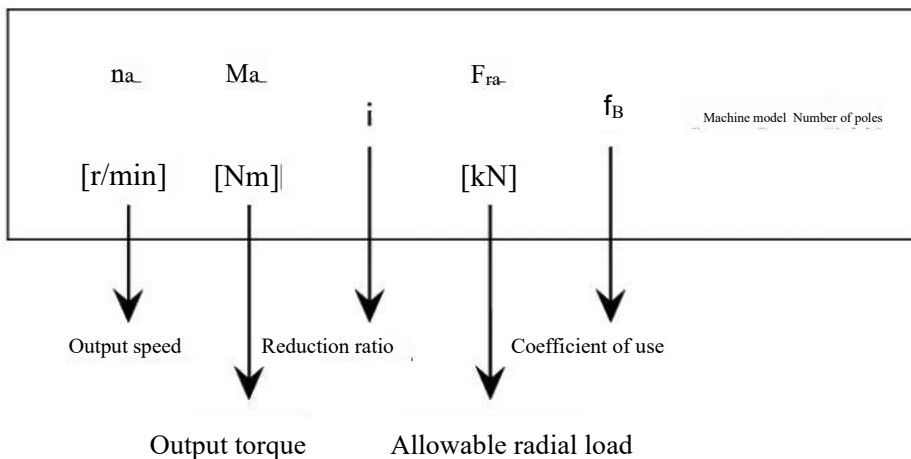 na Ma Fra
i fB Machine model Number of poles
[r/min] [Nm] [kN]
Output speed Reduction ratio Coefficient of use
Output torque Allowable radial load